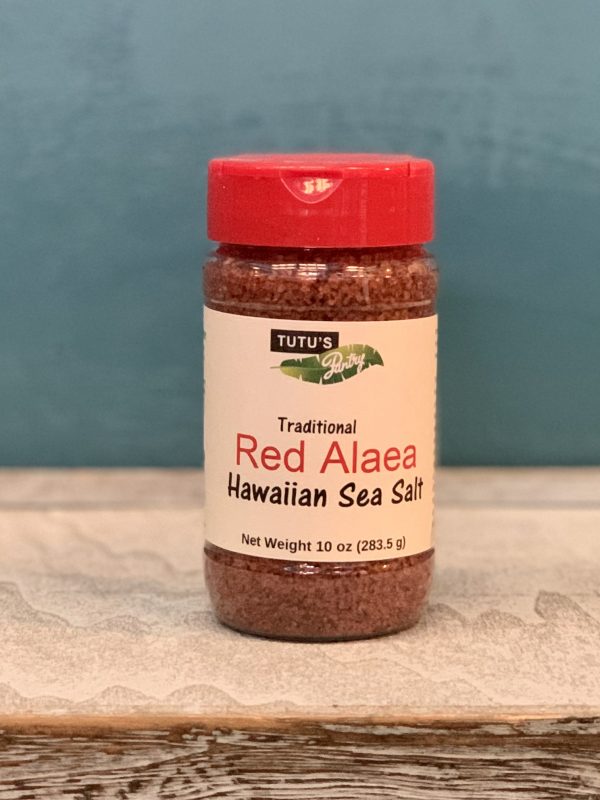 TUTU'S
Pantry
Traditional
Red Alaea
Hawaiian Sea Salt
Net Weight 10 oz (283.5 g)